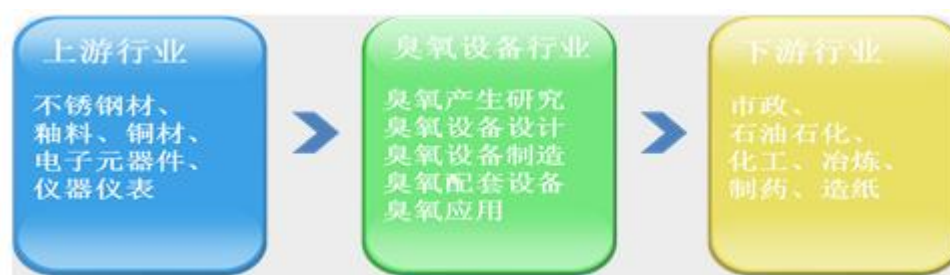 上游行业
不锈钢材、
釉料、铜材、
电子元器件、
仪器仪表
臭氧设备行业
臭氧产生研究
臭氧设备设计
臭氧设备制造
臭氧配套设备
臭氧应用
下游行业
市政、
石油石化、
化工、冶炼、
制药、造纸